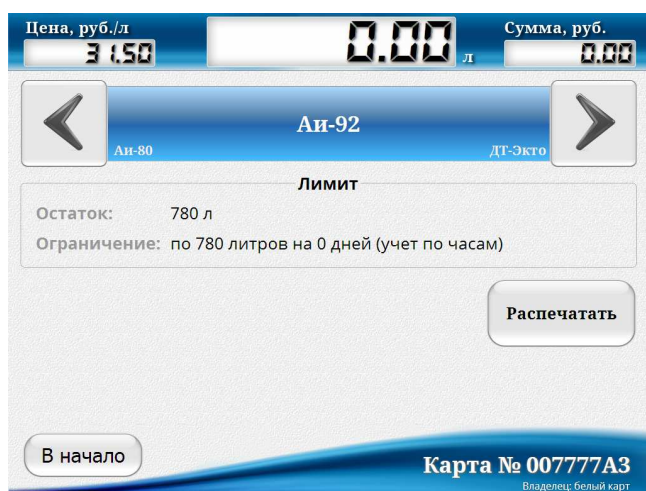 Цена, руб./л
31.50
0.00 л
Сумма, руб.
0.00
Аи-92
Аи-80
ДТ-Экто
Лимит
Остаток: 780 л
Ограничение: по 780 литров на 0 дней (учет по часам)
Распечатать
В начало
Карта № 007777A3
Владелец: белый карт